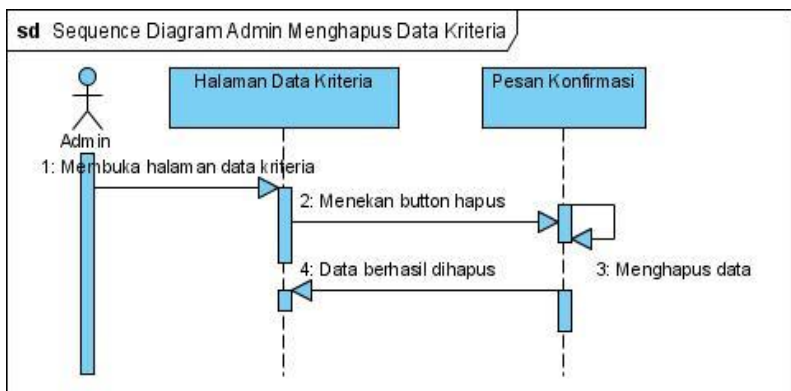 sd Sequence Diagram Admin Menghapus Data Kriteria
Halaman Data Kriteria
Pesan Konfirmasi
Admin
1: Membuka halaman data kriteria
2: Menekan button hapus
3: Menghapus data
4: Data berhasil dihapus